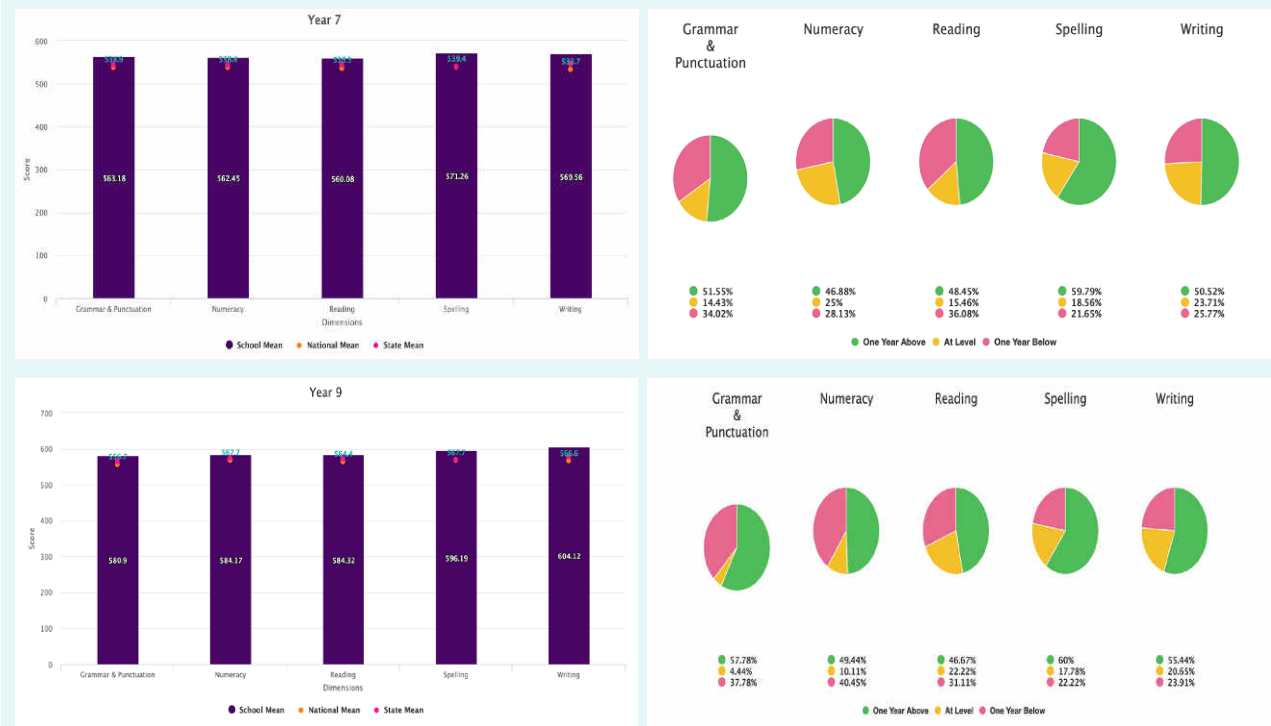 Year 7
600
500
400
300
200
100
0
Score
563.18
562.45
560.08
571.26
569.56
539.4
Grammar & Punctuation
Numeracy
Reading
Spelling
Writing
Dimensions
School Mean
National Mean
State Mean
Grammar
&
Punctuation
Numeracy
Reading
Spelling
Writing
51.55%
14.43%
34.02%
46.88%
25%
28.13%
48.45%
15.46%
36.08%
59.79%
18.56%
21.65%
50.52%
23.71%
25.77%
One Year Above
At Level
One Year Below
Year 9
700
600
500
400
300
200
100
0
Score
567.7
566.6
580.9
584.17
584.32
596.19
604.12
Grammar & Punctuation
Numeracy
Reading
Spelling
Writing
Dimensions
School Mean
National Mean
State Mean
Grammar
&
Punctuation
Numeracy
Reading
Spelling
Writing
57.78%
4.44%
37.78%
49.44%
10.11%
40.45%
46.67%
22.22%
31.11%
60%
17.78%
22.22%
55.44%
20.65%
23.91%
One Year Above
At Level
One Year Below